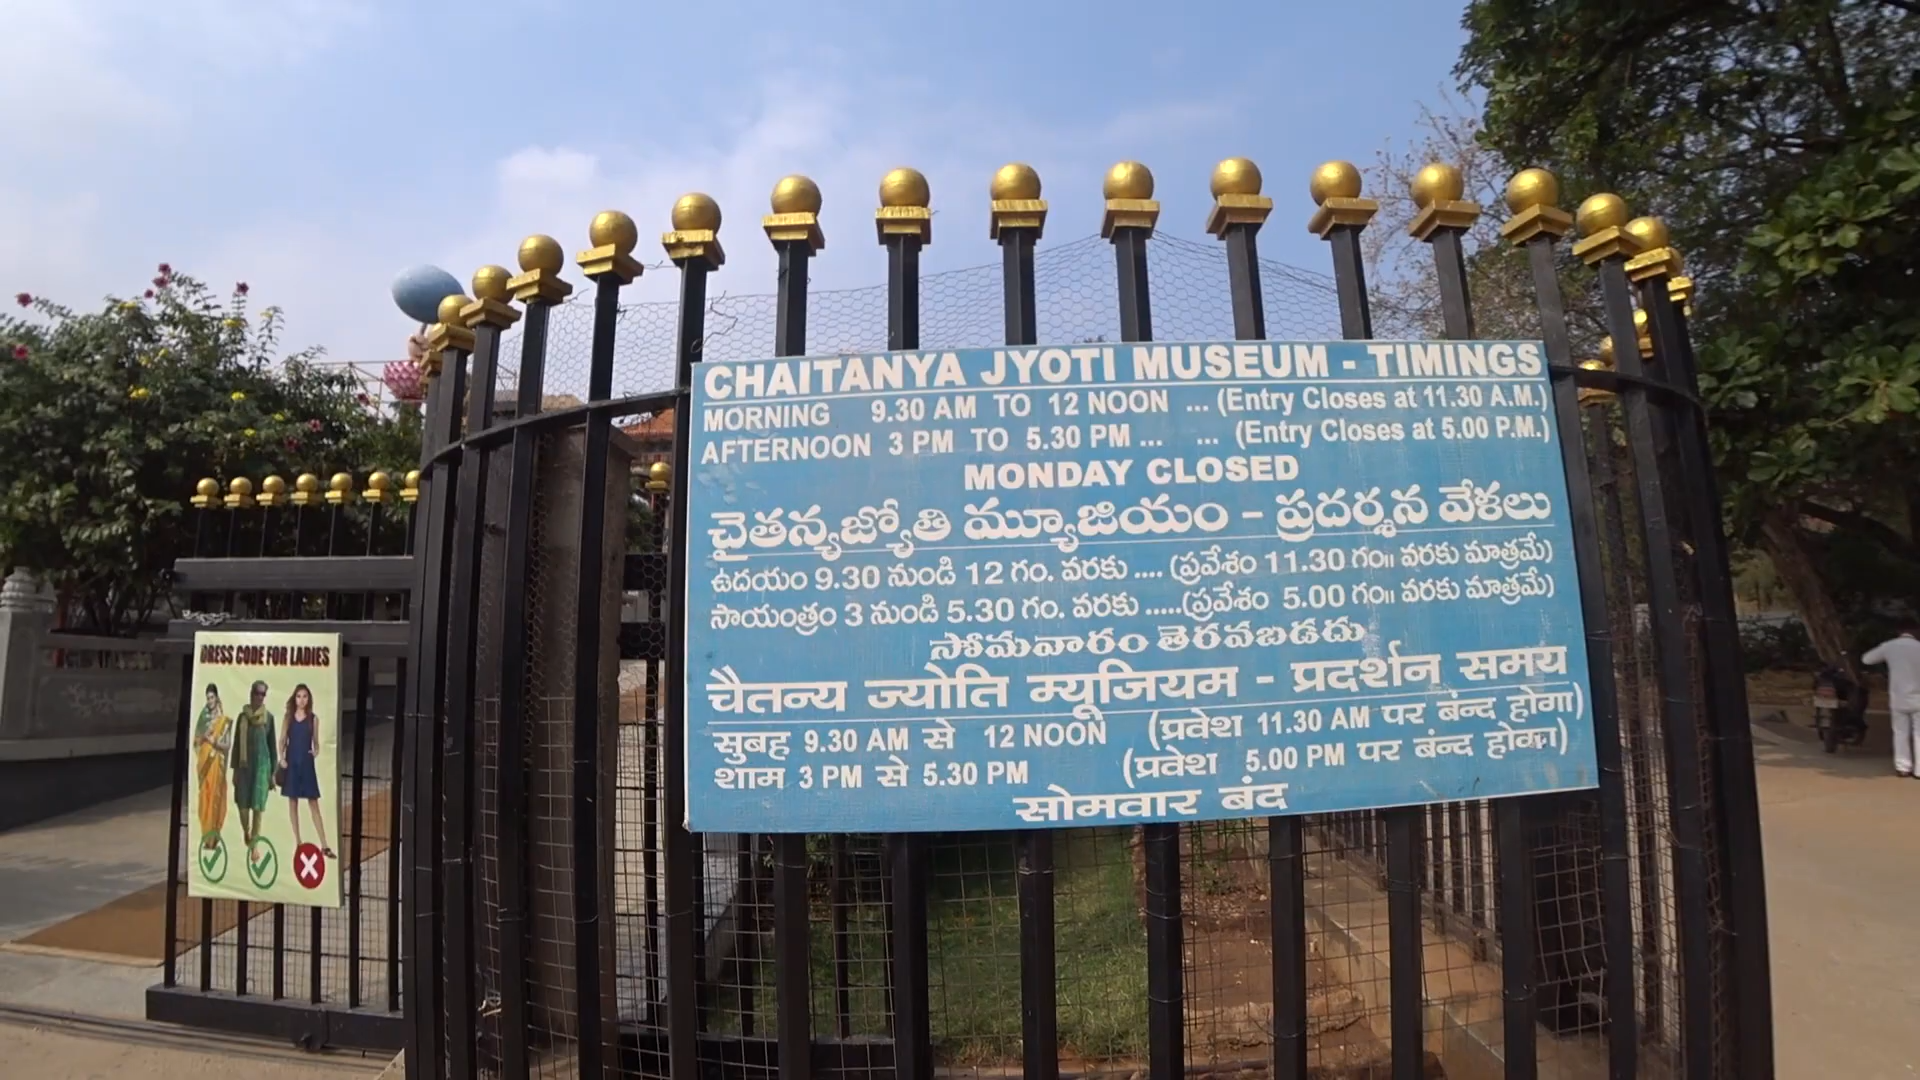 CHAITANYA JYOTI MUSEUM - TIMINGS
MORNING 9.30 AM TO 12 NOON ... (Entry Closes at 11.30 A.M.)
AFTERNOON 3 PM TO 5.30 PM ... ... (Entry Closes at 5.00 P.M.)
MONDAY CLOSED
చైతన్యజ్యోతి మ్యూజియం - ప్రదర్శన వేళలు
ఉదయం 9.30 నుండి 12 గం. వరకు .... (ప్రవేశం 11.30 గం॥ వరకు మాత్రమే)
సాయంత్రం 3 నుండి 5.30 గం. వరకు .....(ప్రవేశం 5.00 గం॥ వరకు మాత్రమే)
సోమవారం తెరవబడదు
चैतन्य ज्योति म्यूजियम - प्रदर्शन समय
सुबह 9.30 AM से 12 NOON (प्रवेश 11.30 AM पर बंन्द होगा)
शाम 3 PM से 5.30 PM (प्रवेश 5.00 PM पर बंन्द होगा)
सोमवार बंद
DRESS CODE FOR LADIES